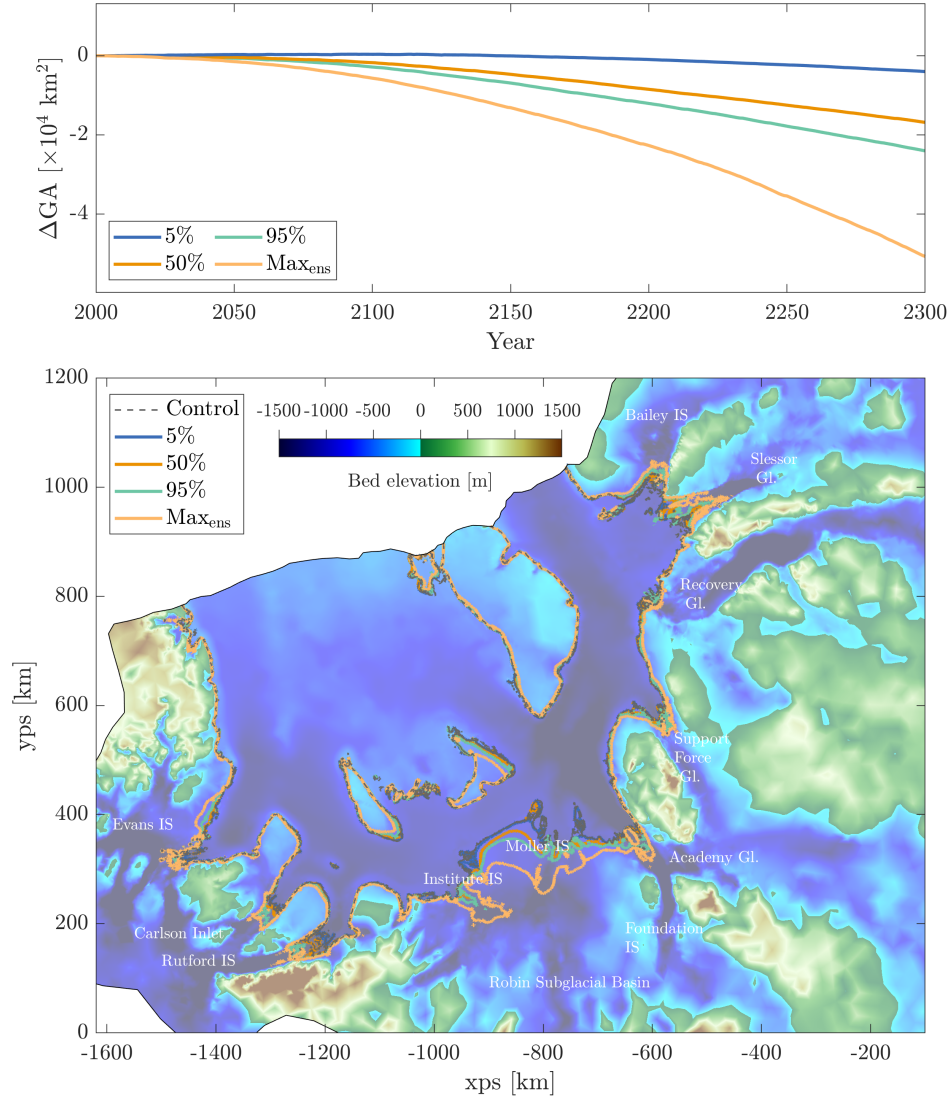 0
-2
-4
ΔGA [×10⁴ km²]
5%
95%
50%
Maxₑₙₛ
2000
2050
2100
2150
2200
2250
2300
Year
1200
1000
800
600
400
200
0
yps [km]
Control
5%
50%
95%
Maxₑₙₛ
-1500 -1000 -500 0 500 1000 1500
Bed elevation [m]
Bailey IS
Slessor
Gl.
Recovery
Gl.
Support
Force
Gl.
Evans IS
Moller IS
Academy Gl.
Institute IS
Carlson Inlet
Foundation
IS
Rutford IS
Robin Subglacial Basin
-1600 -1400 -1200 -1000 -800 -600 -400 -200
xps [km]